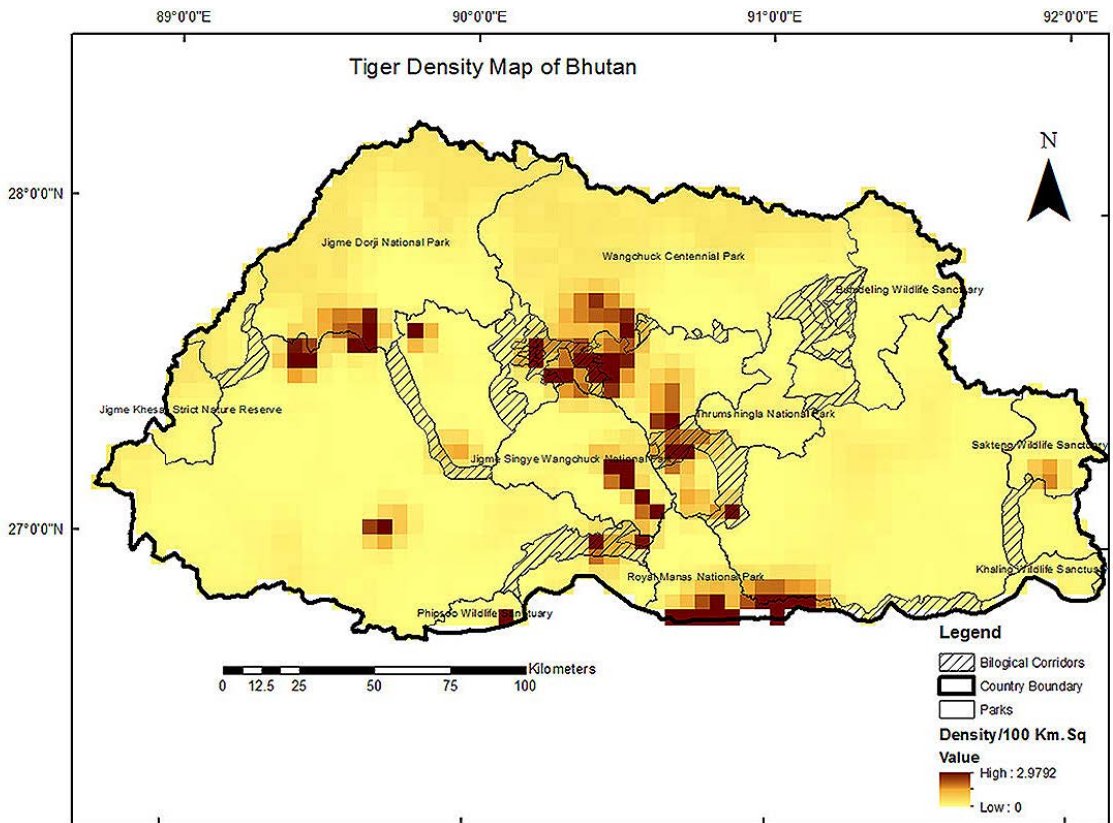 89°0'0"E 90°0'0"E 91°0'0"E 92°0'0"E
Tiger Density Map of Bhutan
N
28°0'0"N
Jigme Dorji National Park
Wangchuck Centennial Park
Bumdeling Wildlife Sanctuary
Jigme Khesar Strict Nature Reserve
Thrumshingla National Park
Sakteng Wildlife Sanctuary
Jigme Singye Wangchuck National Park
27°0'0"N
Royal Manas National Park
Khaling Wildlife Sanctuary
Phipsoo Wildlife Sanctuary
Kilometers
0 12.5 25 50 75 100
Legend
Bilogical Corridors
Country Boundary
Parks
Density/100 Km.Sq
Value
High : 2.9792
Low : 0